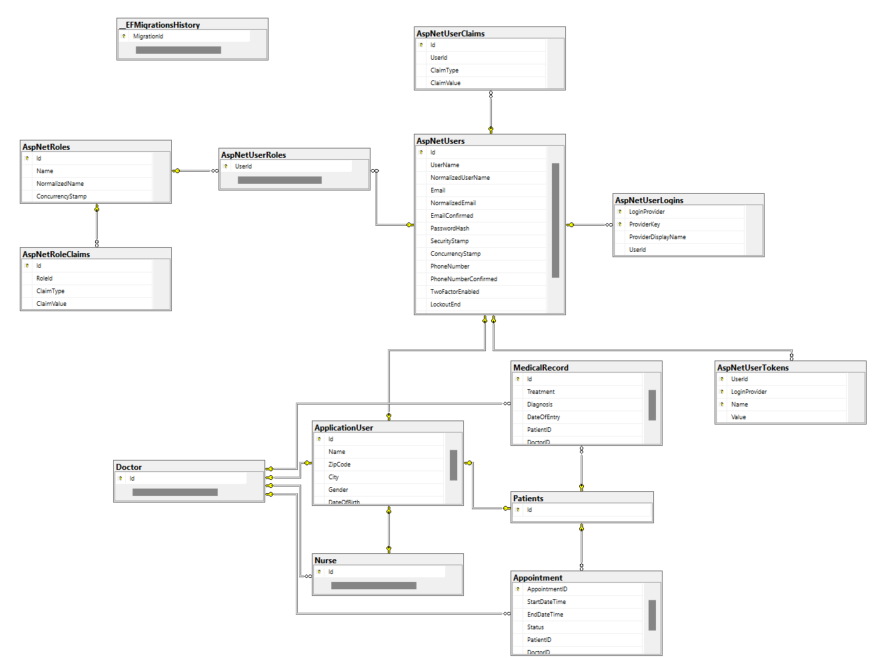 __EFMigrationsHistory
MigrationId
AspNetUserClaims
Id
UserId
ClaimType
ClaimValue
AspNetRoles
Id
Name
NormalizedName
ConcurrencyStamp
AspNetUserRoles
UserId
AspNetUsers
Id
UserName
NormalizedUserName
Email
NormalizedEmail
EmailConfirmed
PasswordHash
SecurityStamp
ConcurrencyStamp
PhoneNumber
PhoneNumberConfirmed
TwoFactorEnabled
LockoutEnd
AspNetUserLogins
LoginProvider
ProviderKey
ProviderDisplayName
UserId
AspNetRoleClaims
Id
RoleId
ClaimType
ClaimValue
MedicalRecord
Id
Treatment
Diagnosis
DateOfEntry
PatientID
DoctorID
AspNetUserTokens
UserId
LoginProvider
Name
Value
ApplicationUser
Id
Name
ZipCode
City
Gender
DateOfBirth
Doctor
Id
Patients
Id
Nurse
Id
Appointment
AppointmentID
StartDateTime
EndDateTime
Status
PatientID
DoctorID